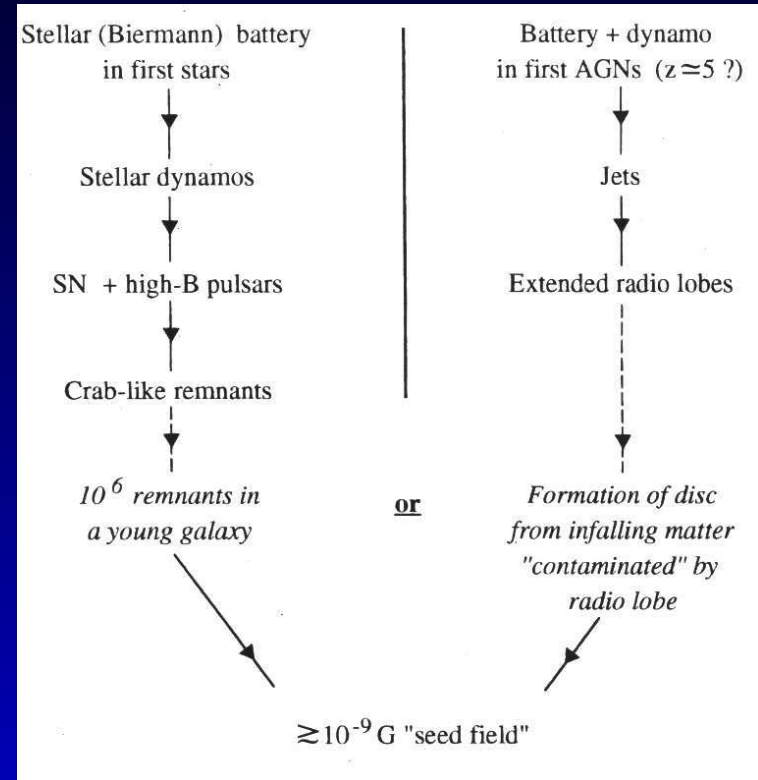 Stellar (Biermann) battery
in first stars
Stellar dynamos
SN + high-B pulsars
Crab-like remnants
10^6 remnants in
a young galaxy
or
Battery + dynamo
in first AGNs (z≃5 ?)
Jets
Extended radio lobes
Formation of disc
from infalling matter
"contaminated" by
radio lobe
≳10^-9 G "seed field"